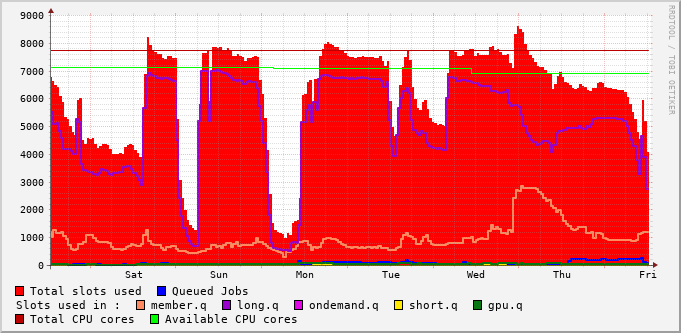 9000
8000
7000
6000
5000
4000
3000
2000
1000
0
Sat Sun Mon Tue Wed Thu Fri
RRDTOOL / TOBI OETIKER
Total slots used Queued Jobs
Slots used in : member.q long.q ondemand.q short.q gpu.q
Total CPU cores Available CPU cores